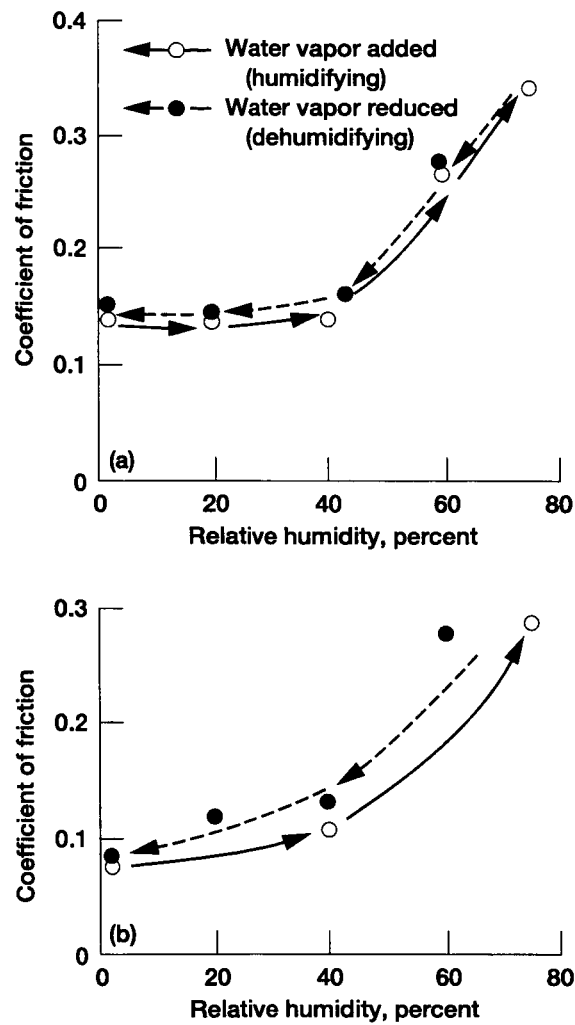 0.4
Water vapor added
(humidifying)
Water vapor reduced
(dehumidifying)
0.3
0.2
0.1
0
Coefficient of friction
(a)
0 20 40 60 80
Relative humidity, percent
0.3
0.2
0.1
0
Coefficient of friction
(b)
0 20 40 60 80
Relative humidity, percent